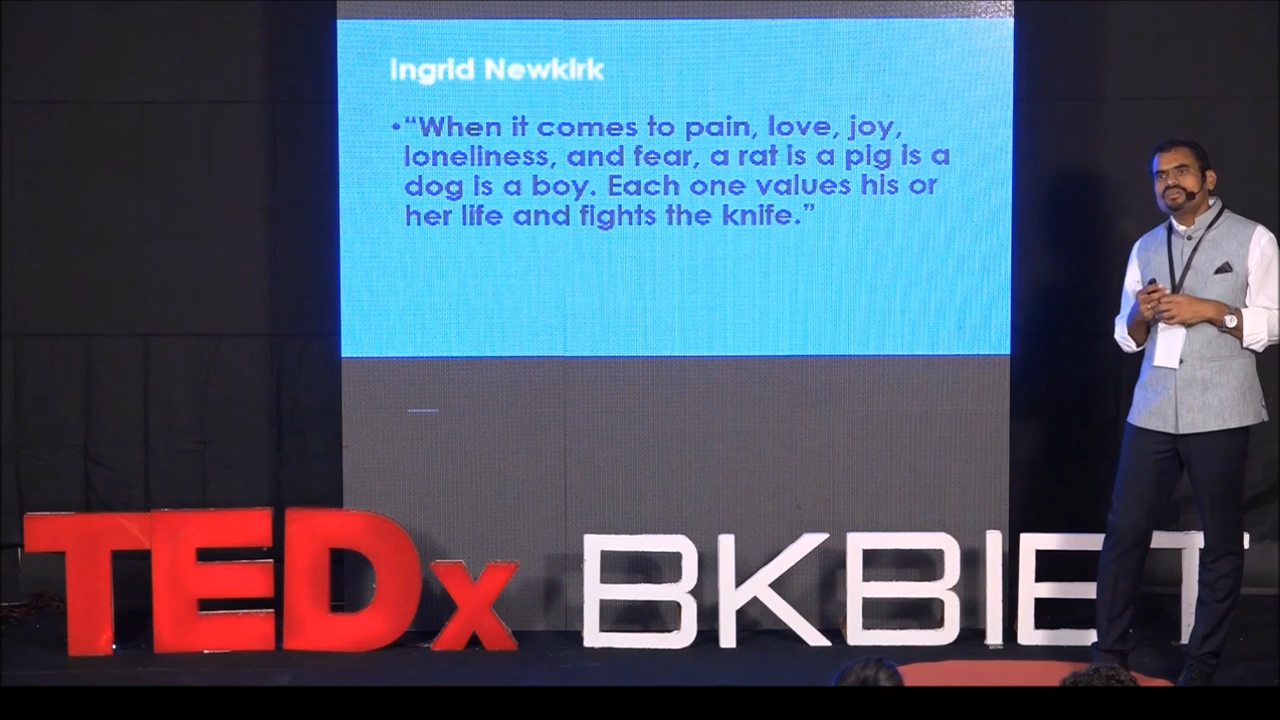 Ingrid Newkirk
•“When it comes to pain, love, joy,
loneliness, and fear, a rat is a pig is a
dog is a boy. Each one values his or
her life and fights the knife.”
TEDx BKBIET